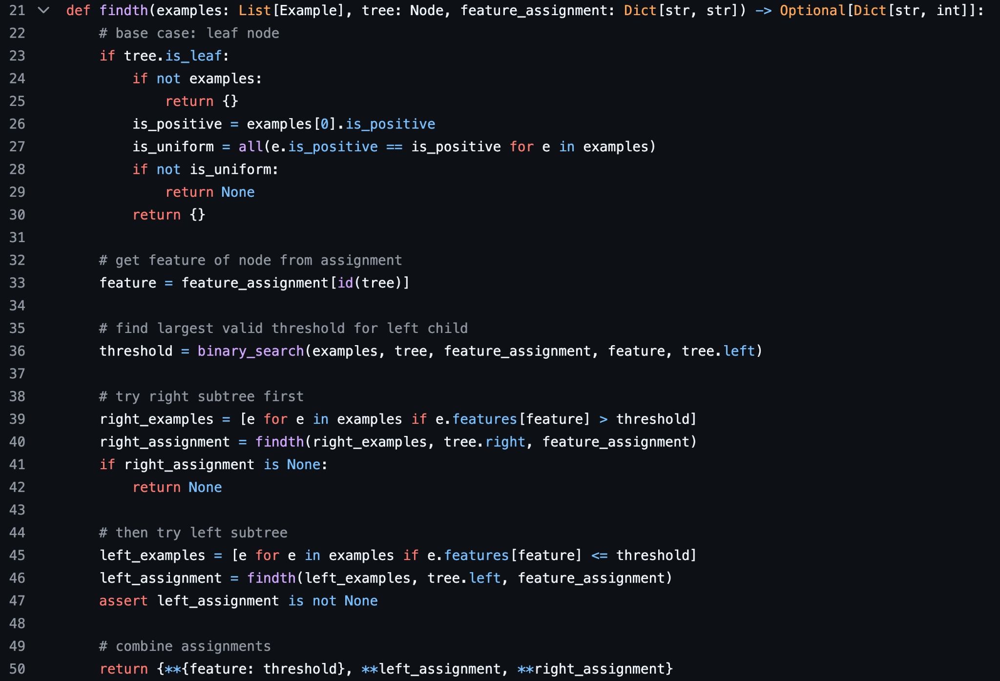 21 def findth(examples: List[Example], tree: Node, feature_assignment: Dict[str, str]) -> Optional[Dict[str, int]]:
22     # base case: leaf node
23     if tree.is_leaf:
24         if not examples:
25             return {}
26         is_positive = examples[0].is_positive
27         is_uniform = all(e.is_positive == is_positive for e in examples)
28         if not is_uniform:
29             return None
30         return {}
31
32     # get feature of node from assignment
33     feature = feature_assignment[id(tree)]
34
35     # find largest valid threshold for left child
36     threshold = binary_search(examples, tree, feature_assignment, feature, tree.left)
37
38     # try right subtree first
39     right_examples = [e for e in examples if e.features[feature] > threshold]
40     right_assignment = findth(right_examples, tree.right, feature_assignment)
41     if right_assignment is None:
42         return None
43
44     # then try left subtree
45     left_examples = [e for e in examples if e.features[feature] <= threshold]
46     left_assignment = findth(left_examples, tree.left, feature_assignment)
47     assert left_assignment is not None
48
49     # combine assignments
50     return {**{feature: threshold}, **left_assignment, **right_assignment}